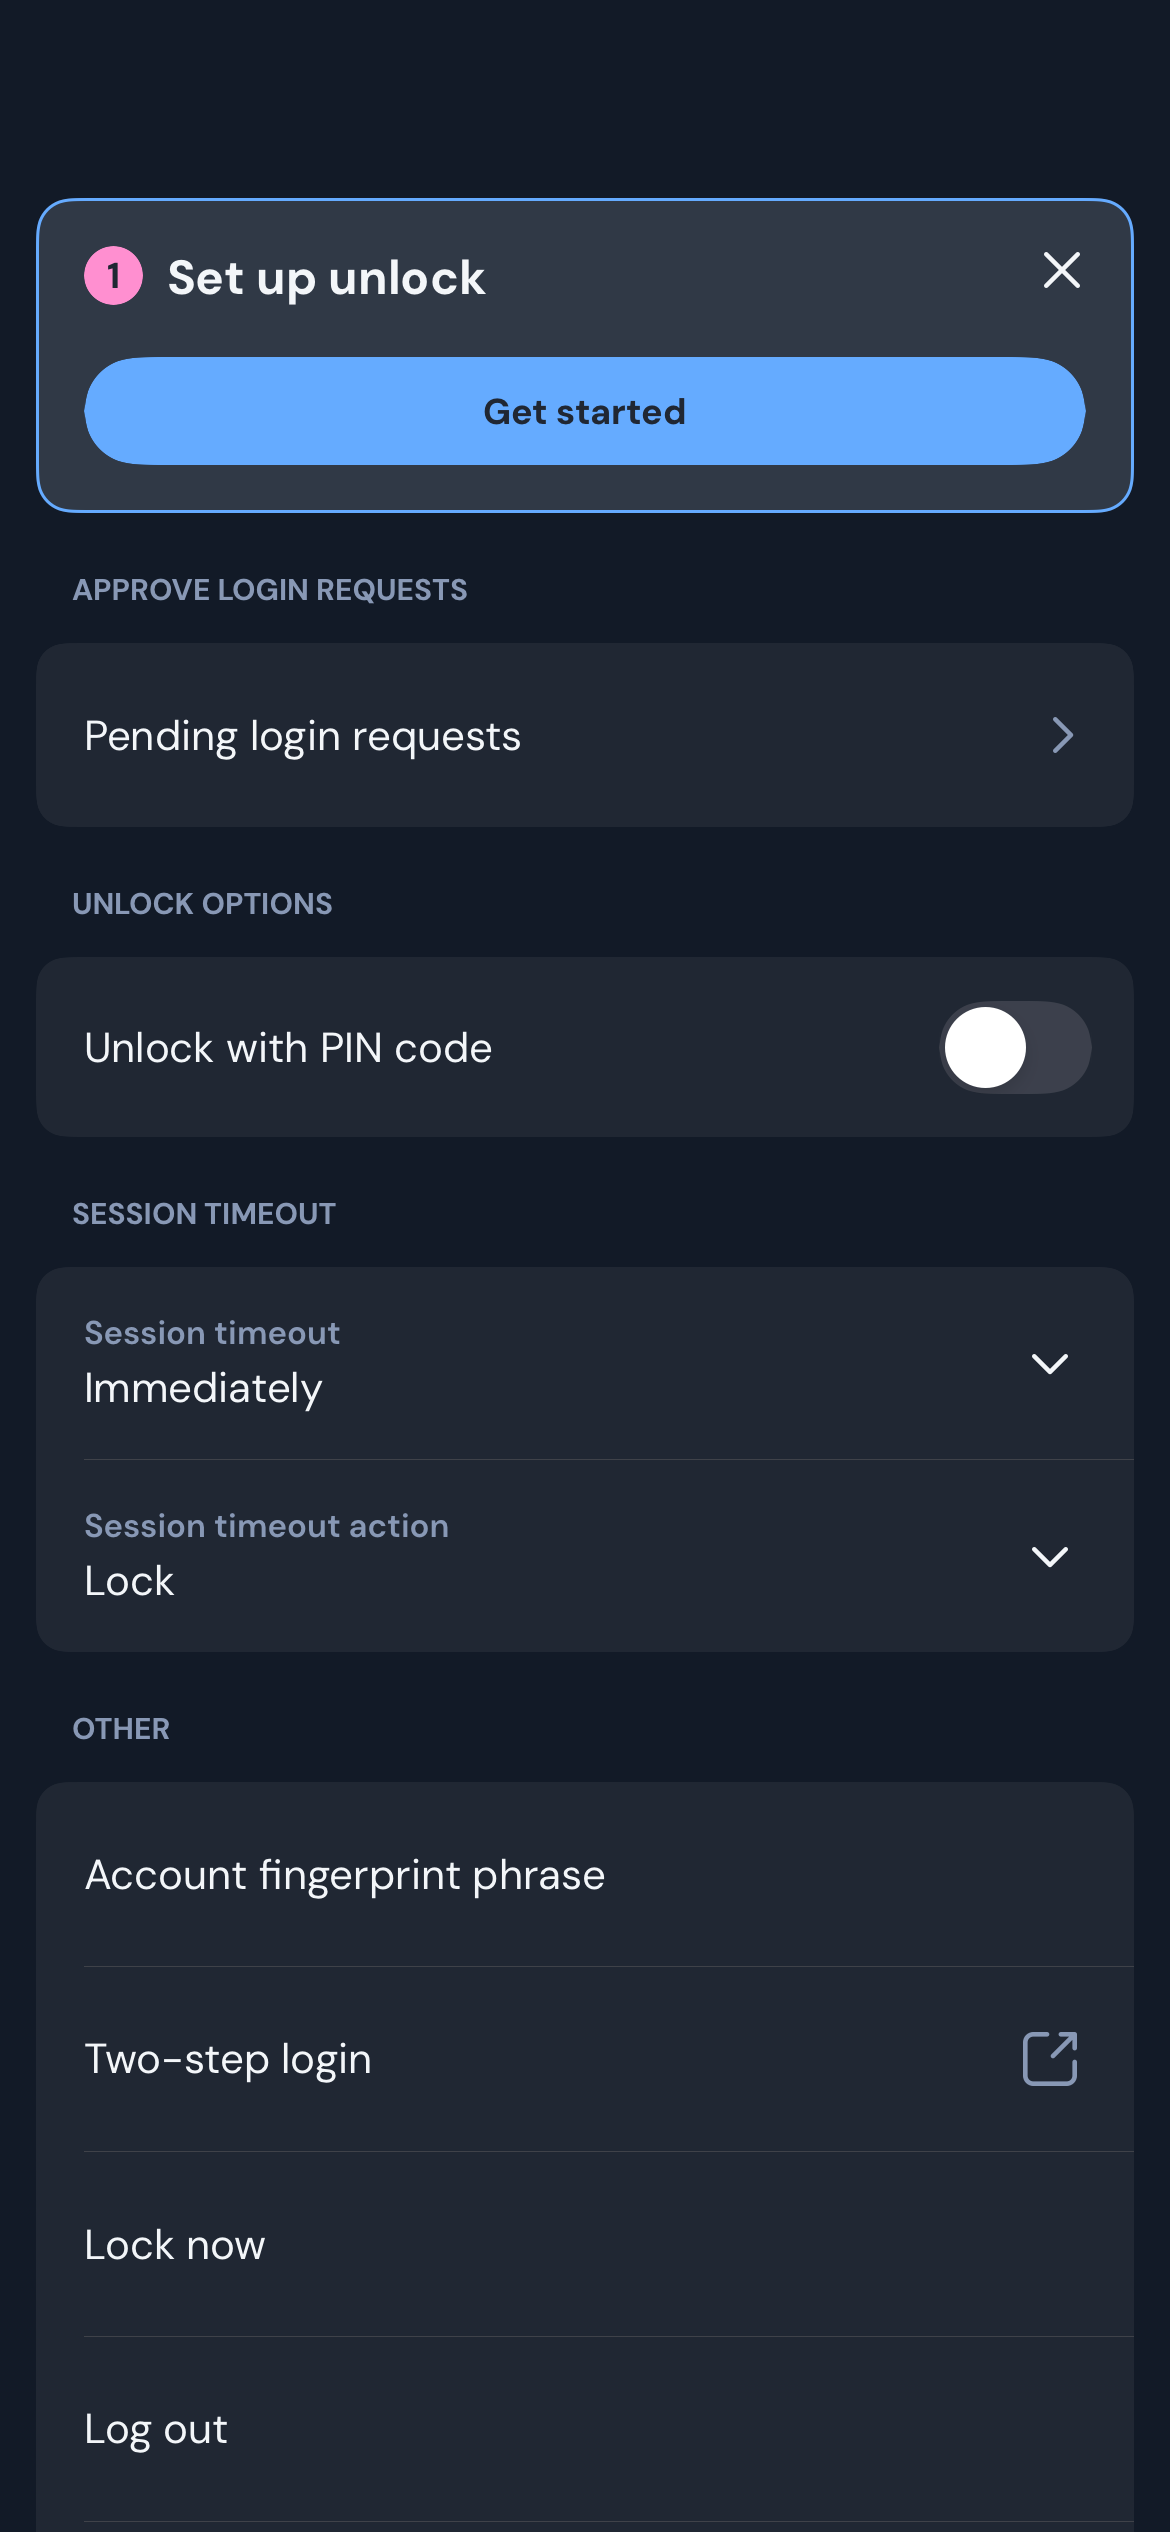 1 Set up unlock
Get started
APPROVE LOGIN REQUESTS
Pending login requests
UNLOCK OPTIONS
Unlock with PIN code
SESSION TIMEOUT
Session timeout
Immediately
Session timeout action
Lock
OTHER
Account fingerprint phrase
Two-step login
Lock now
Log out